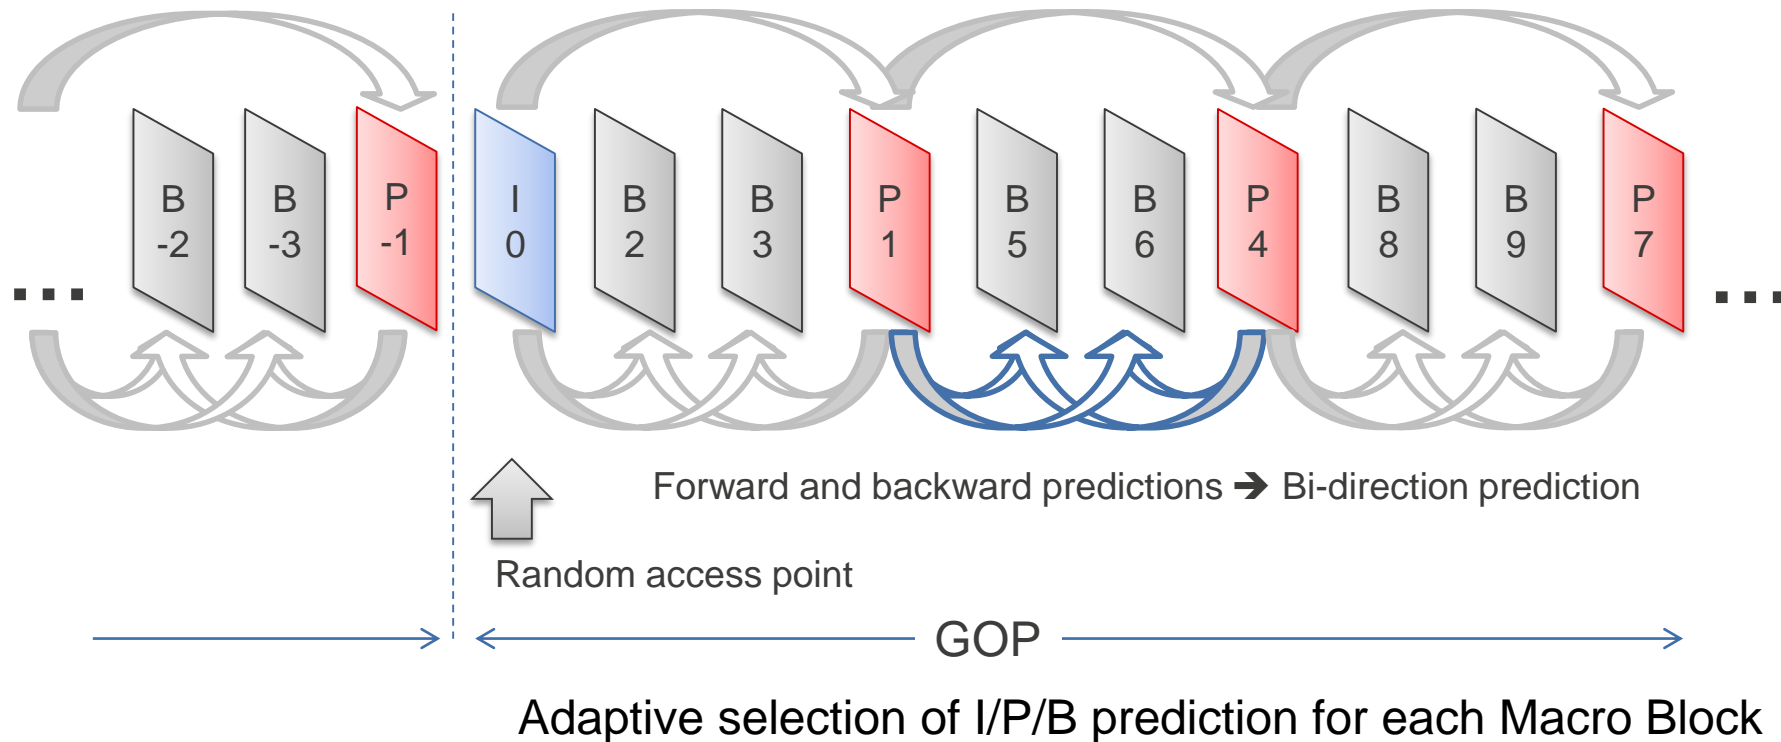 B B P I B B P B B P B B P
-2 -3 -1 0 2 3 1 5 6 4 8 9 7
... ...
Forward and backward predictions ➔ Bi-direction prediction
Random access point
GOP
Adaptive selection of I/P/B prediction for each Macro Block